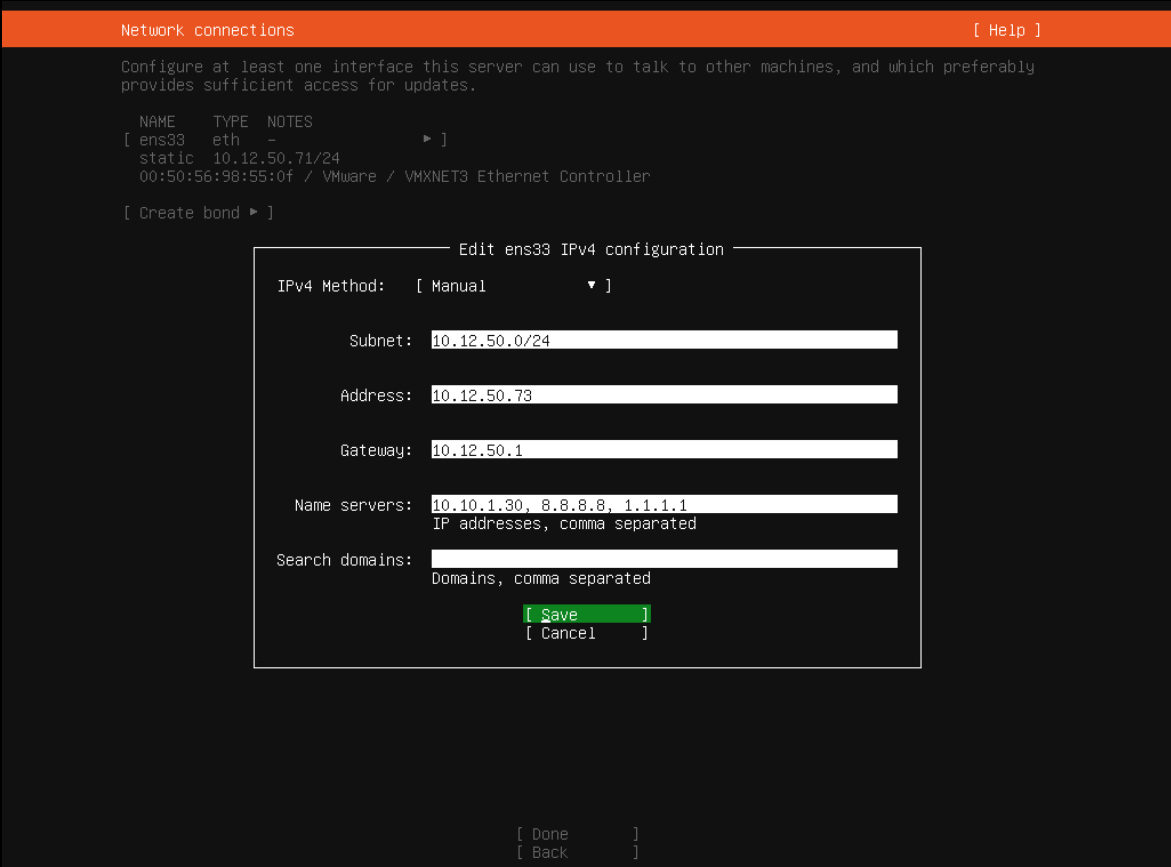 Network connections [ Help ]
Configure at least one interface this server can use to talk to other machines, and which preferably
provides sufficient access for updates.
NAME TYPE NOTES
[ ens33 eth - ▸ ]
static 10.12.50.71/24
00:50:56:98:55:0f / VMware / VMXNET3 Ethernet Controller
[ Create bond ▸ ]
Edit ens33 IPv4 configuration
IPv4 Method: [ Manual ▾ ]
Subnet: 10.12.50.0/24
Address: 10.12.50.73
Gateway: 10.12.50.1
Name servers: 10.10.1.30, 8.8.8.8, 1.1.1.1
IP addresses, comma separated
Search domains:
Domains, comma separated
[ Save ]
[ Cancel ]
[ Done ]
[ Back ]